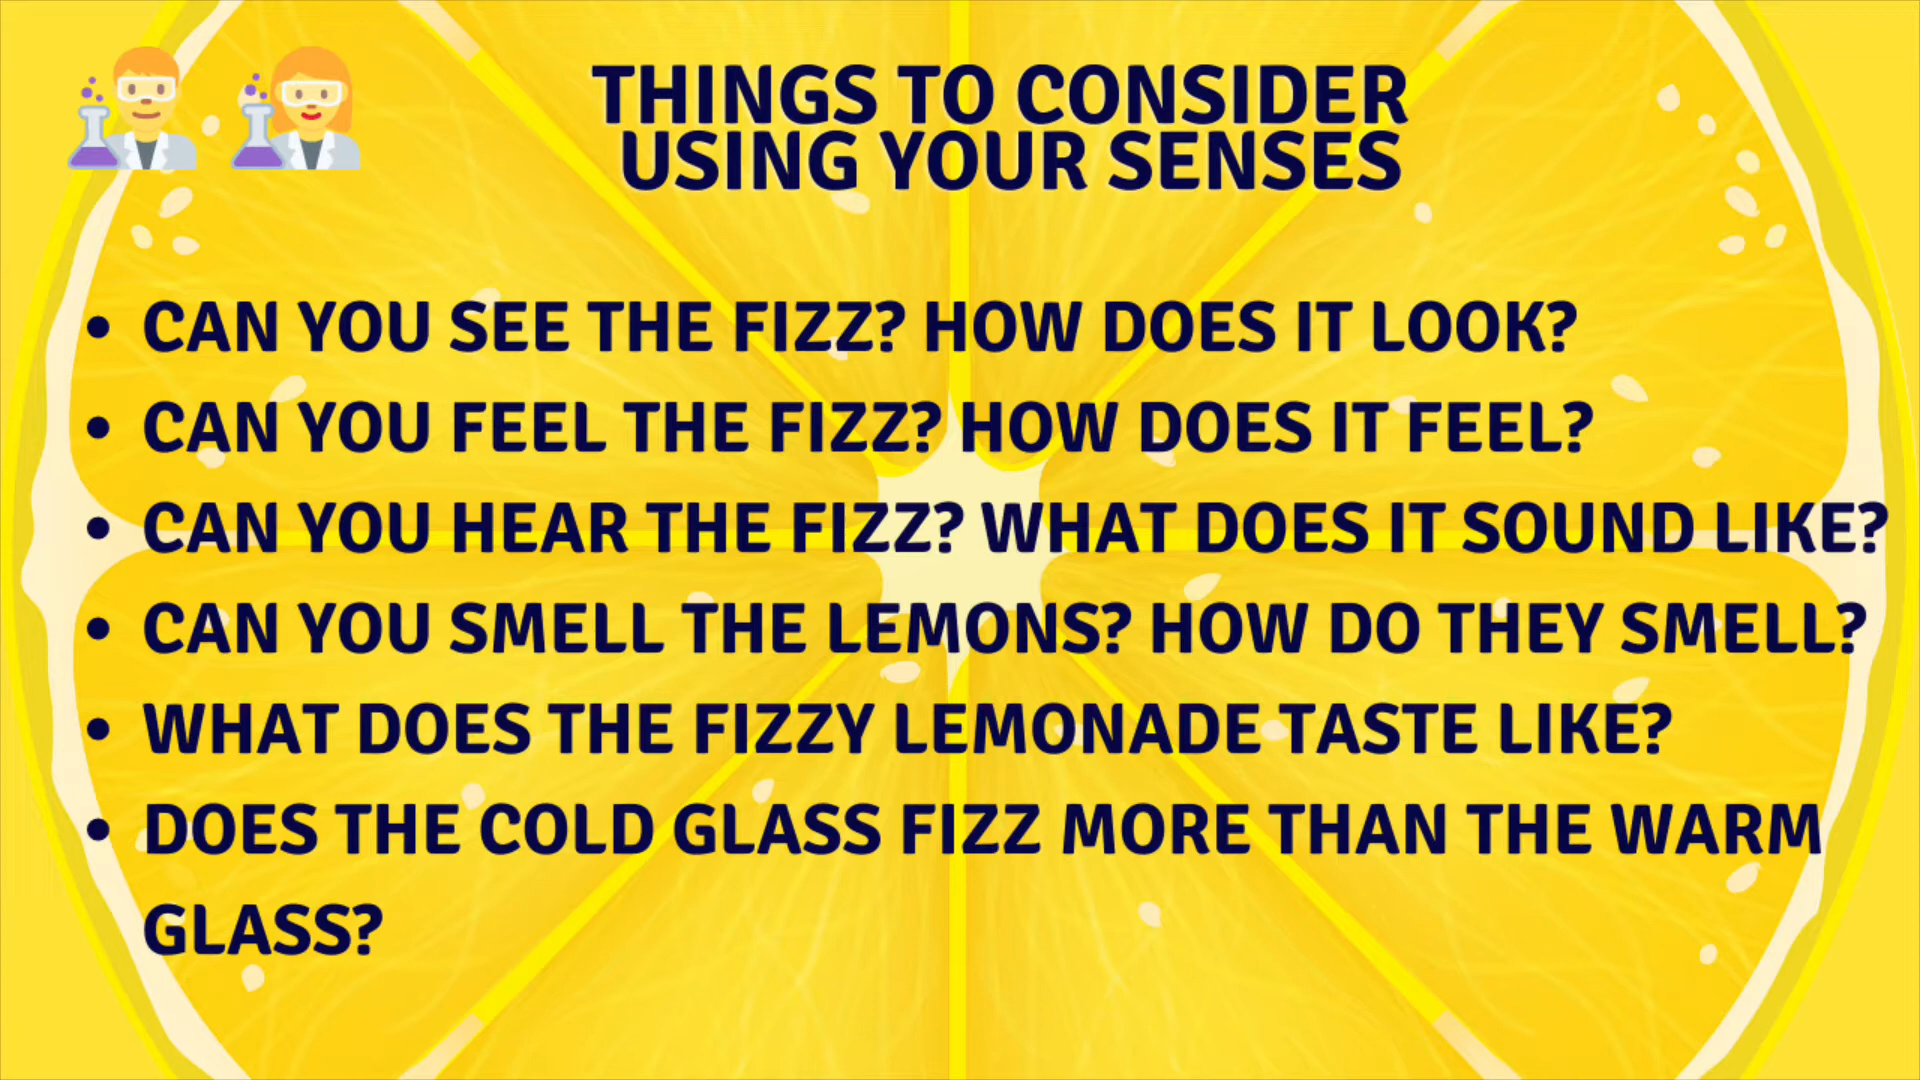 THINGS TO CONSIDER
USING YOUR SENSES
• CAN YOU SEE THE FIZZ? HOW DOES IT LOOK?
• CAN YOU FEEL THE FIZZ? HOW DOES IT FEEL?
• CAN YOU HEAR THE FIZZ? WHAT DOES IT SOUND LIKE?
• CAN YOU SMELL THE LEMONS? HOW DO THEY SMELL?
• WHAT DOES THE FIZZY LEMONADE TASTE LIKE?
• DOES THE COLD GLASS FIZZ MORE THAN THE WARM
GLASS?